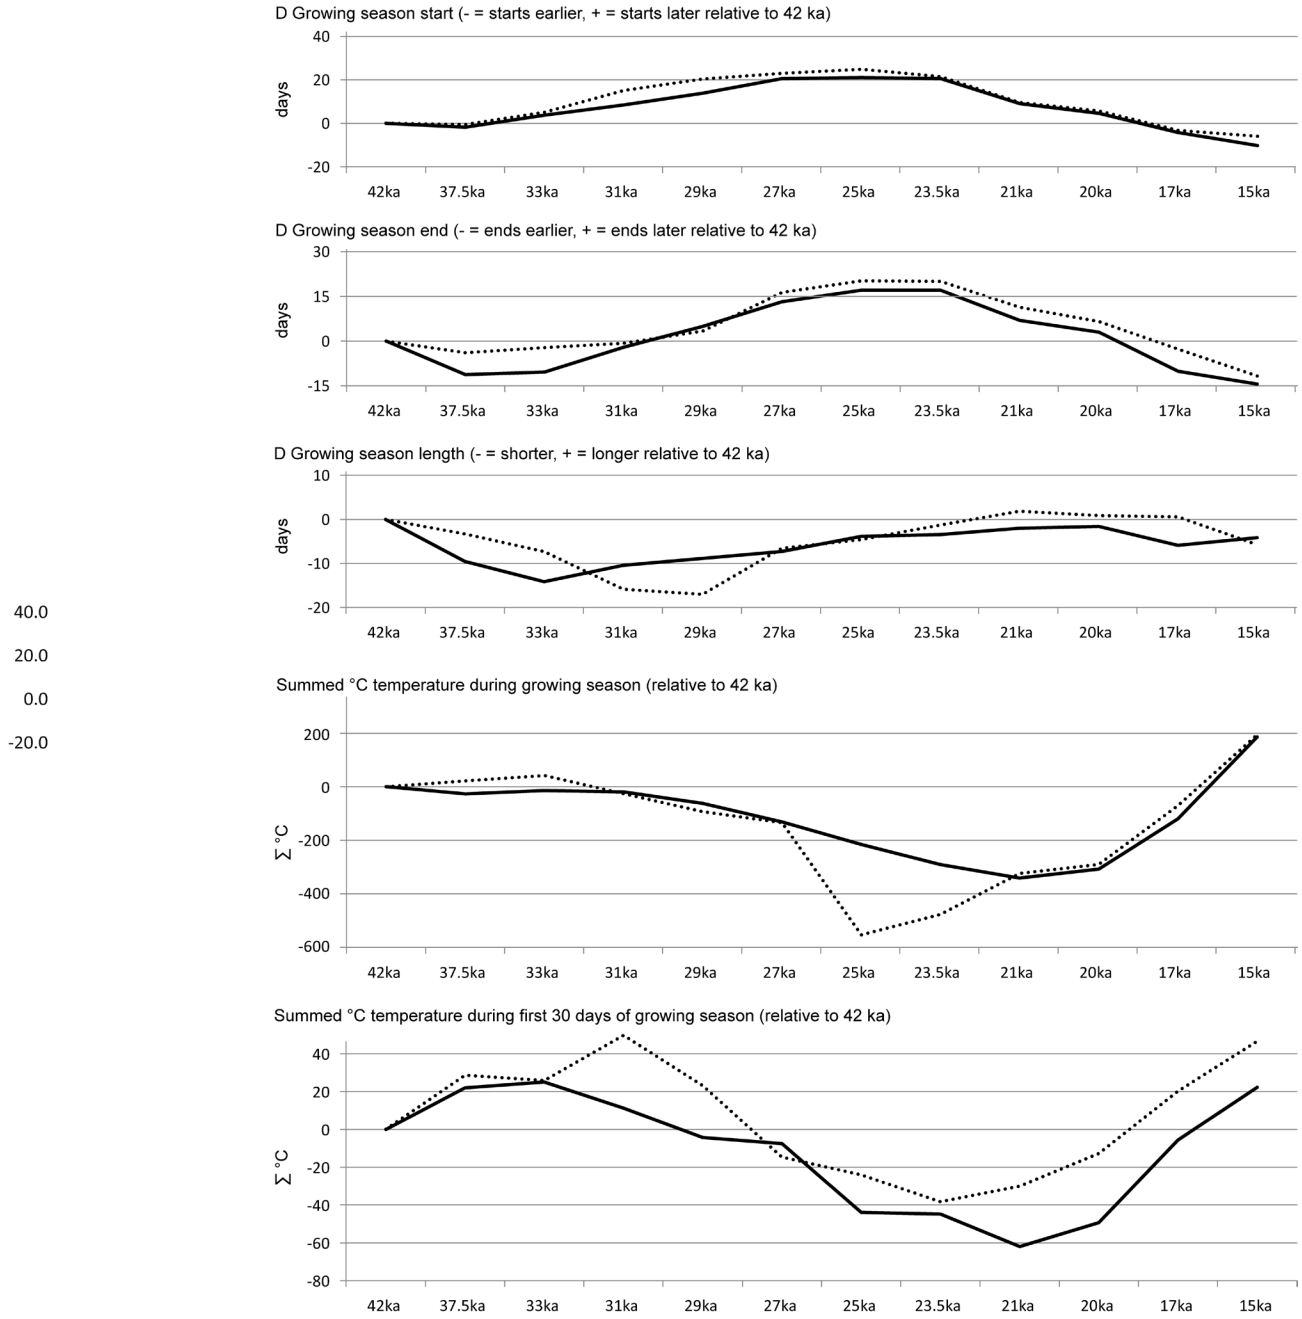 D Growing season start (- = starts earlier, + = starts later relative to 42 ka)
40
20
0
-20
days
42ka 37.5ka 33ka 31ka 29ka 27ka 25ka 23.5ka 21ka 20ka 17ka 15ka
D Growing season end (- = ends earlier, + = ends later relative to 42 ka)
30
15
0
-15
days
42ka 37.5ka 33ka 31ka 29ka 27ka 25ka 23.5ka 21ka 20ka 17ka 15ka
D Growing season length (- = shorter, + = longer relative to 42 ka)
10
0
-10
-20
days
42ka 37.5ka 33ka 31ka 29ka 27ka 25ka 23.5ka 21ka 20ka 17ka 15ka
40.0
20.0
0.0
-20.0
Summed °C temperature during growing season (relative to 42 ka)
200
0
-200
-400
-600
Σ °C
42ka 37.5ka 33ka 31ka 29ka 27ka 25ka 23.5ka 21ka 20ka 17ka 15ka
Summed °C temperature during first 30 days of growing season (relative to 42 ka)
40
20
0
-20
-40
-60
-80
Σ °C
42ka 37.5ka 33ka 31ka 29ka 27ka 25ka 23.5ka 21ka 20ka 17ka 15ka